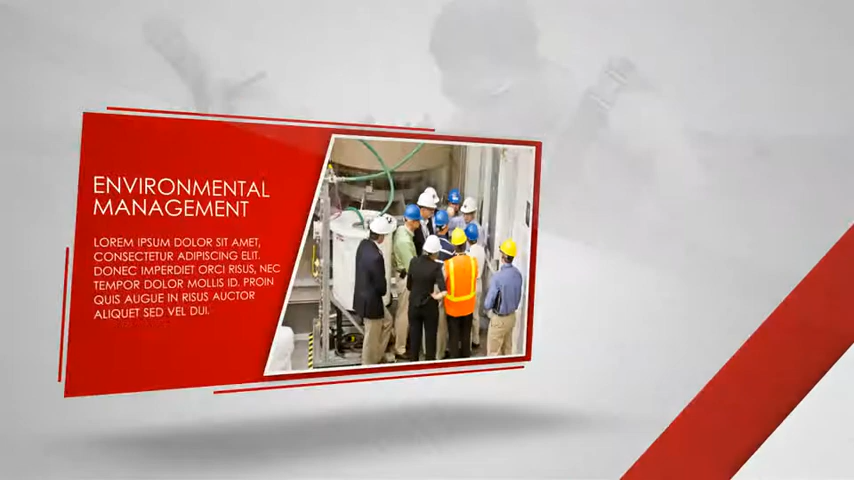 ENVIRONMENTAL
MANAGEMENT
LOREM IPSUM DOLOR SIT AMET,
CONSECTETUR ADIPISCING ELIT.
DONEC IMPERDIET ORCI RISUS, NEC
TEMPOR DOLOR MOLLIS ID. PROIN
QUIS AUGUE IN RISUS AUCTOR
ALIQUET SED VEL DUI.